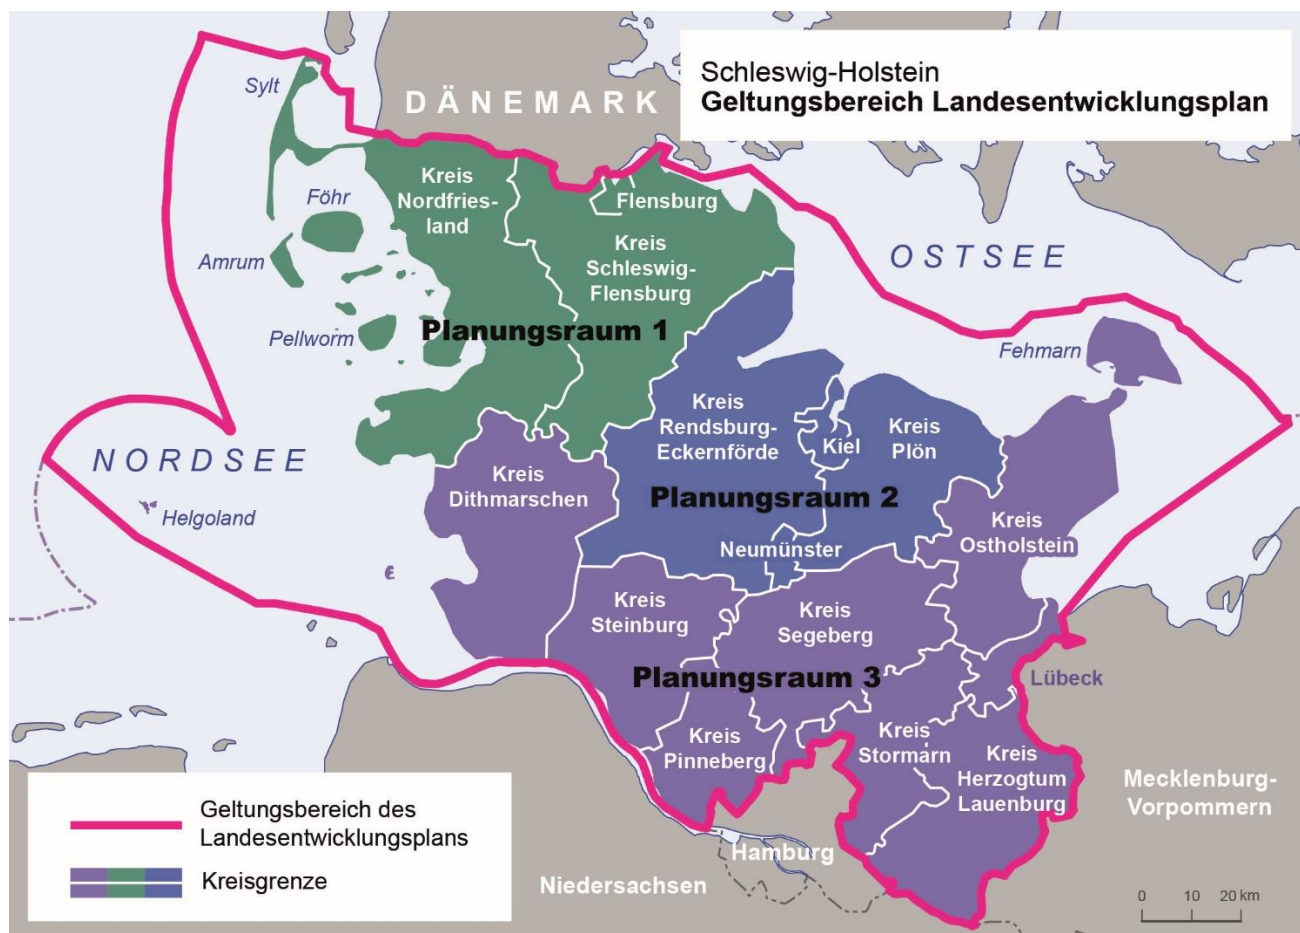 Schleswig-Holstein
Geltungsbereich Landesentwicklungsplan
DÄNEMARK
Sylt
Föhr
Amrum
Pellworm
Kreis
Nordfries-
land
Flensburg
Kreis
Schleswig-
Flensburg
Planungsraum 1
OSTSEE
Fehmarn
NORDSEE
Helgoland
Kreis
Dithmarschen
Kreis
Rendsburg-
Eckernförde
Kiel
Kreis
Plön
Planungsraum 2
Neumünster
Kreis
Ostholstein
Kreis
Steinburg
Kreis
Segeberg
Planungsraum 3
Lübeck
Kreis
Pinneberg
Kreis
Stormarn
Kreis
Herzogtum
Lauenburg
Mecklenburg-
Vorpommern
Hamburg
Niedersachsen
Geltungsbereich des
Landesentwicklungsplans
Kreisgrenze
0 10 20 km